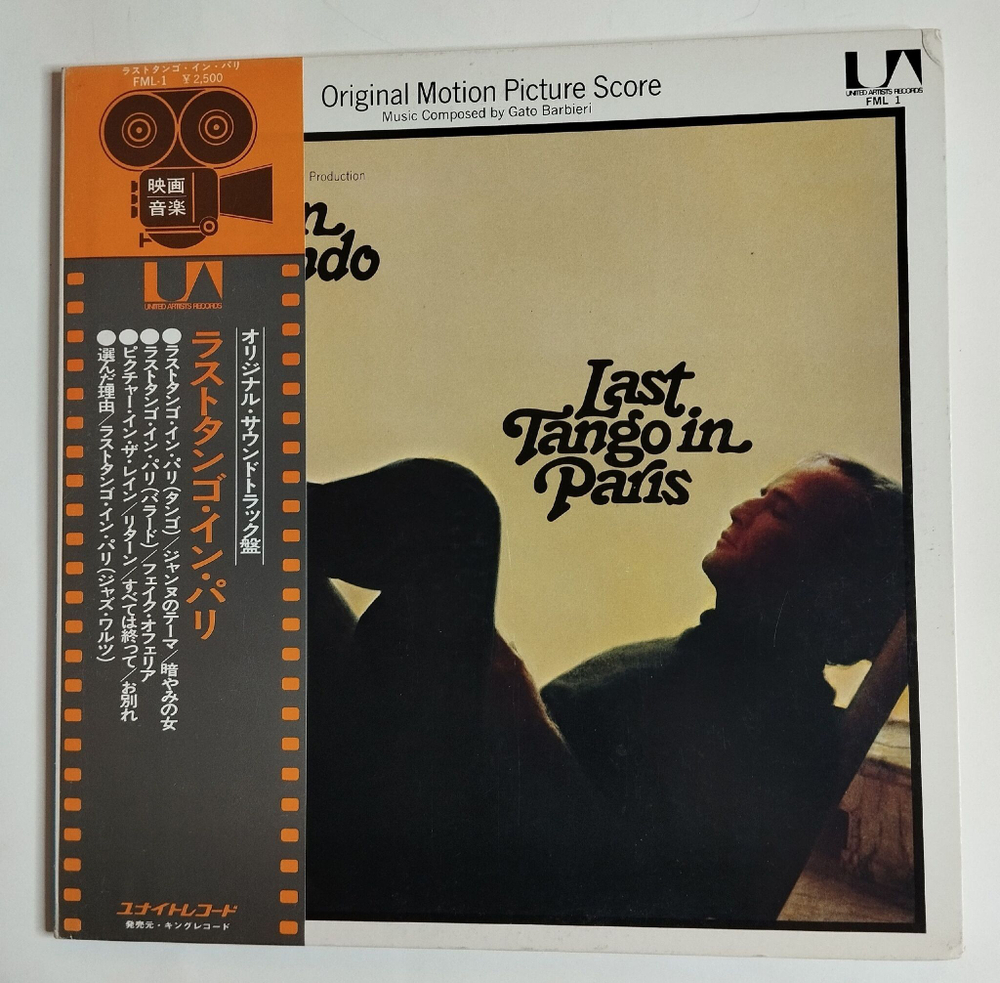 ラストタンゴ・イン・パリ
FML-1 ¥2,500
映画
音楽
UA
UNITED ARTISTS RECORDS
オリジナル・サウンドトラック盤
ラストタンゴ・イン・パリ
●ラストタンゴ・イン・パリ(タンゴ)/ジャンヌのテーマ/暗やみの女
●ラストタンゴ・イン・パリ(バラード)/フェイク・オフェリア
●ピクチャー・イン・ザ・レイン/リターン/すべては終って/お別れ
●選んだ理由/ラストタンゴ・イン・パリ(ジャズ・ワルツ)
ユナイトレコード
発売元・キングレコード
Original Motion Picture Score
Music Composed by Gato Barbieri
UA
UNITED ARTISTS RECORDS
FML 1
Production
n
ndo
Last
Tango in
Paris